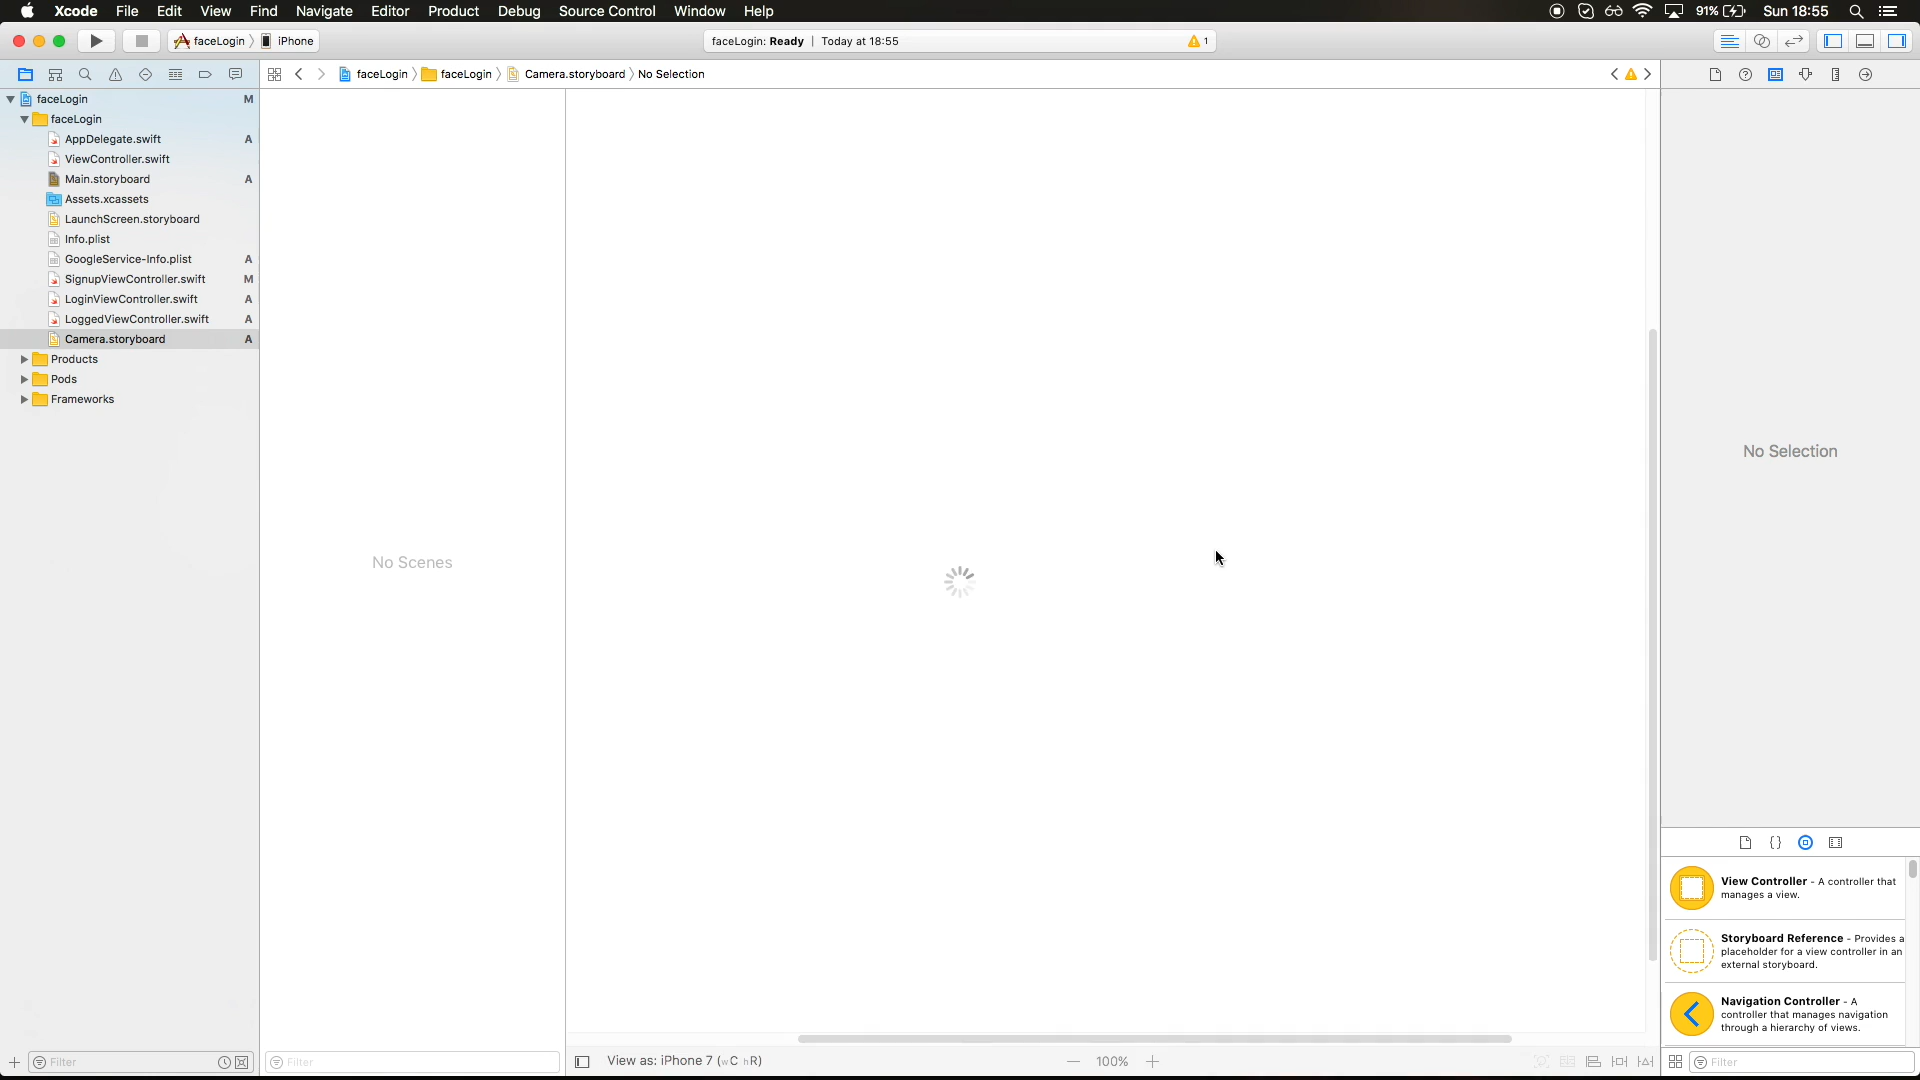 Xcode File Edit View Find Navigate Editor Product Debug Source Control Window Help 91% Sun 18:55
faceLogin iPhone faceLogin: Ready | Today at 18:55 1
faceLogin faceLogin Camera.storyboard No Selection
faceLogin M
faceLogin
AppDelegate.swift A
ViewController.swift
Main.storyboard A
Assets.xcassets
LaunchScreen.storyboard
Info.plist
GoogleService-Info.plist A
SignupViewController.swift M
LoginViewController.swift A
LoggedViewController.swift A
Camera.storyboard A
Products
Pods
Frameworks
No Scenes
No Selection
View Controller - A controller that
manages a view.
Storyboard Reference - Provides a
placeholder for a view controller in an
external storyboard.
Navigation Controller - A
controller that manages navigation
through a hierarchy of views.
Filter
Filter
View as: iPhone 7 (wC hR)
100%
Filter